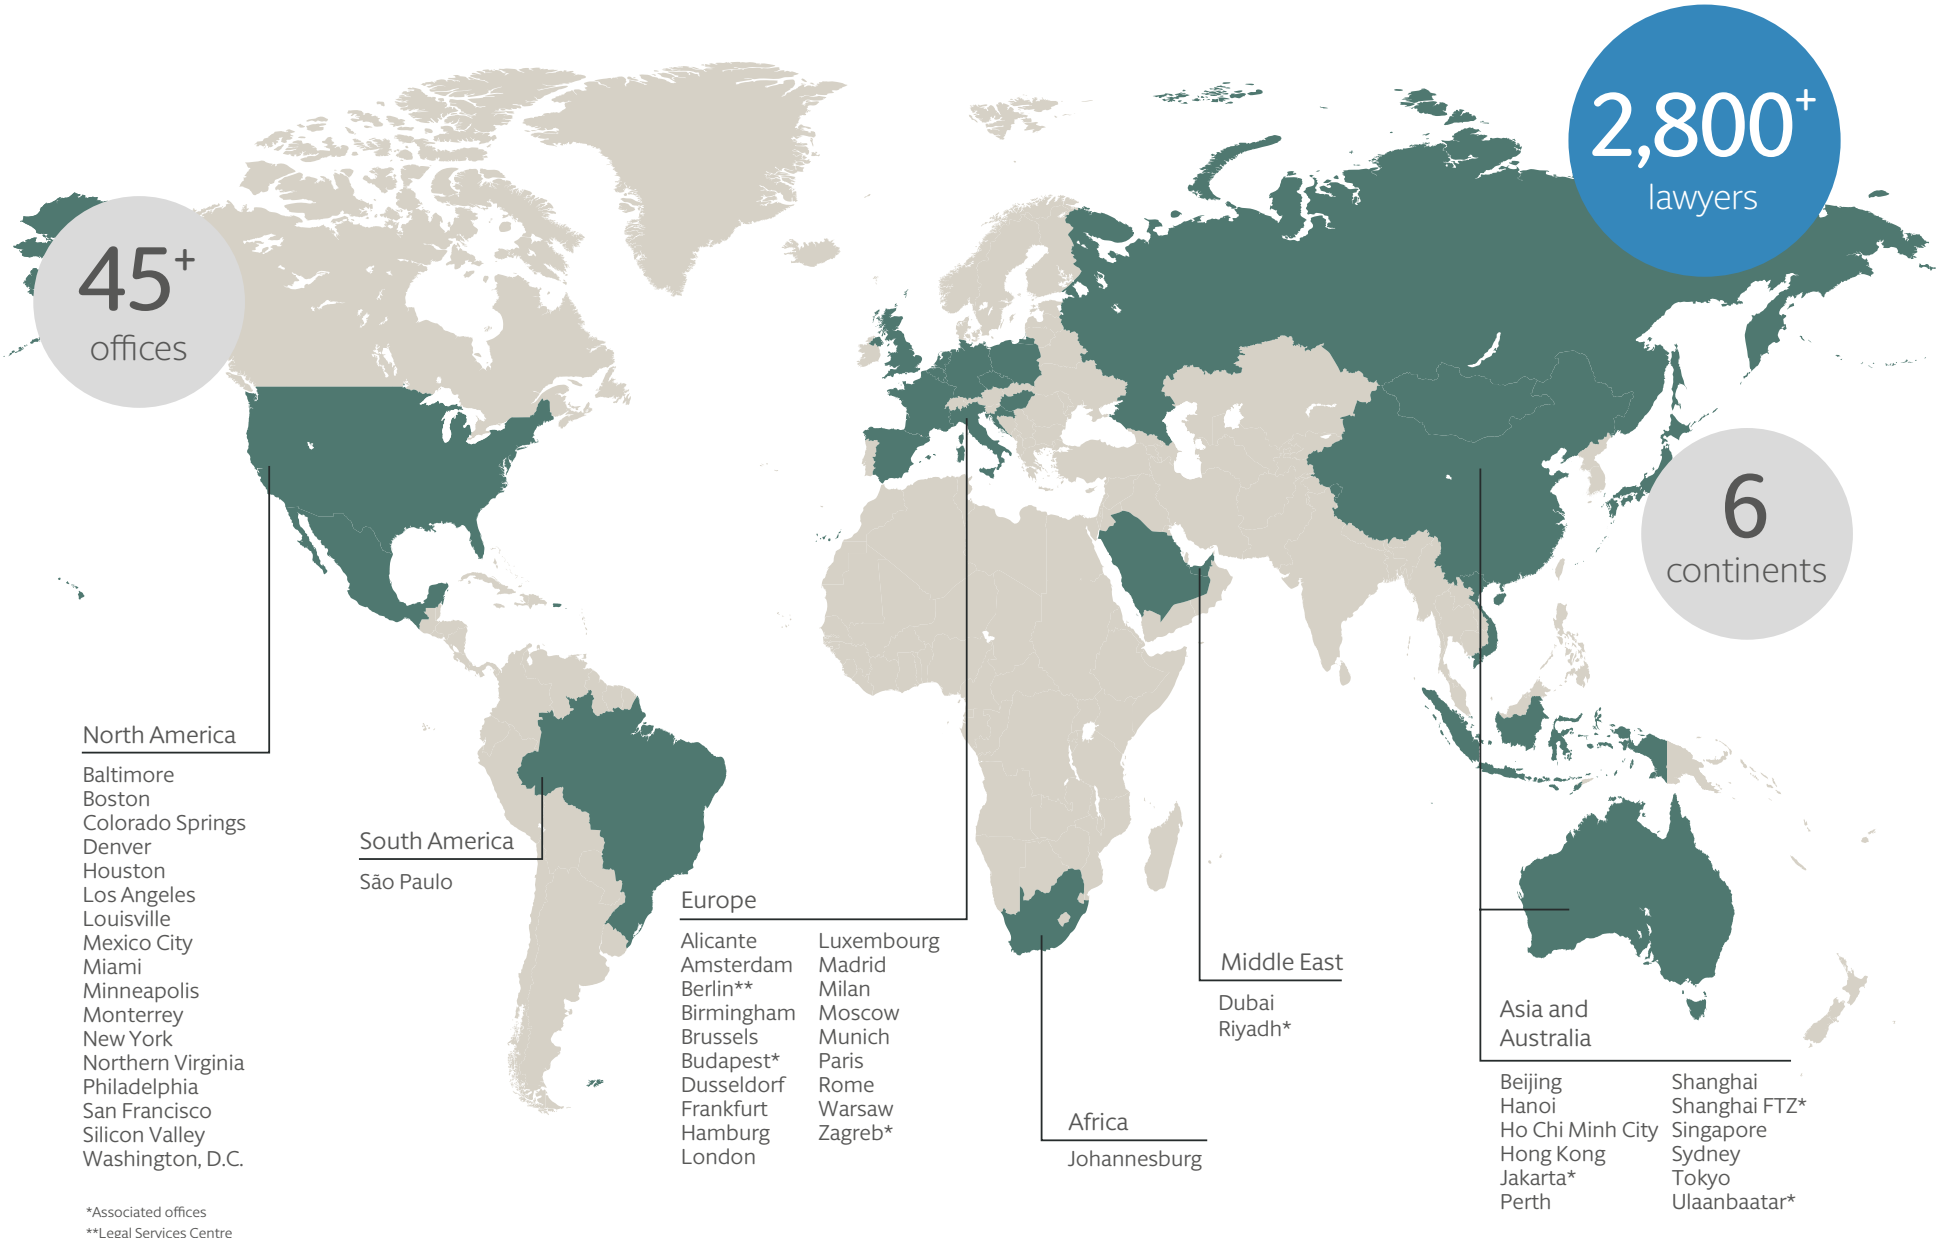 2,800+
lawyers
45+
offices
6
continents
North America
Baltimore
Boston
Colorado Springs
Denver
Houston
Los Angeles
Louisville
Mexico City
Miami
Minneapolis
Monterrey
New York
Northern Virginia
Philadelphia
San Francisco
Silicon Valley
Washington, D.C.
South America
São Paulo
Europe
Alicante
Amsterdam
Berlin**
Birmingham
Brussels
Budapest*
Dusseldorf
Frankfurt
Hamburg
London
Luxembourg
Madrid
Milan
Moscow
Munich
Paris
Rome
Warsaw
Zagreb*
Africa
Johannesburg
Middle East
Dubai
Riyadh*
Asia and
Australia
Beijing
Hanoi
Ho Chi Minh City
Hong Kong
Jakarta*
Perth
Shanghai
Shanghai FTZ*
Singapore
Sydney
Tokyo
Ulaanbaatar*
*Associated offices
**Legal Services Centre